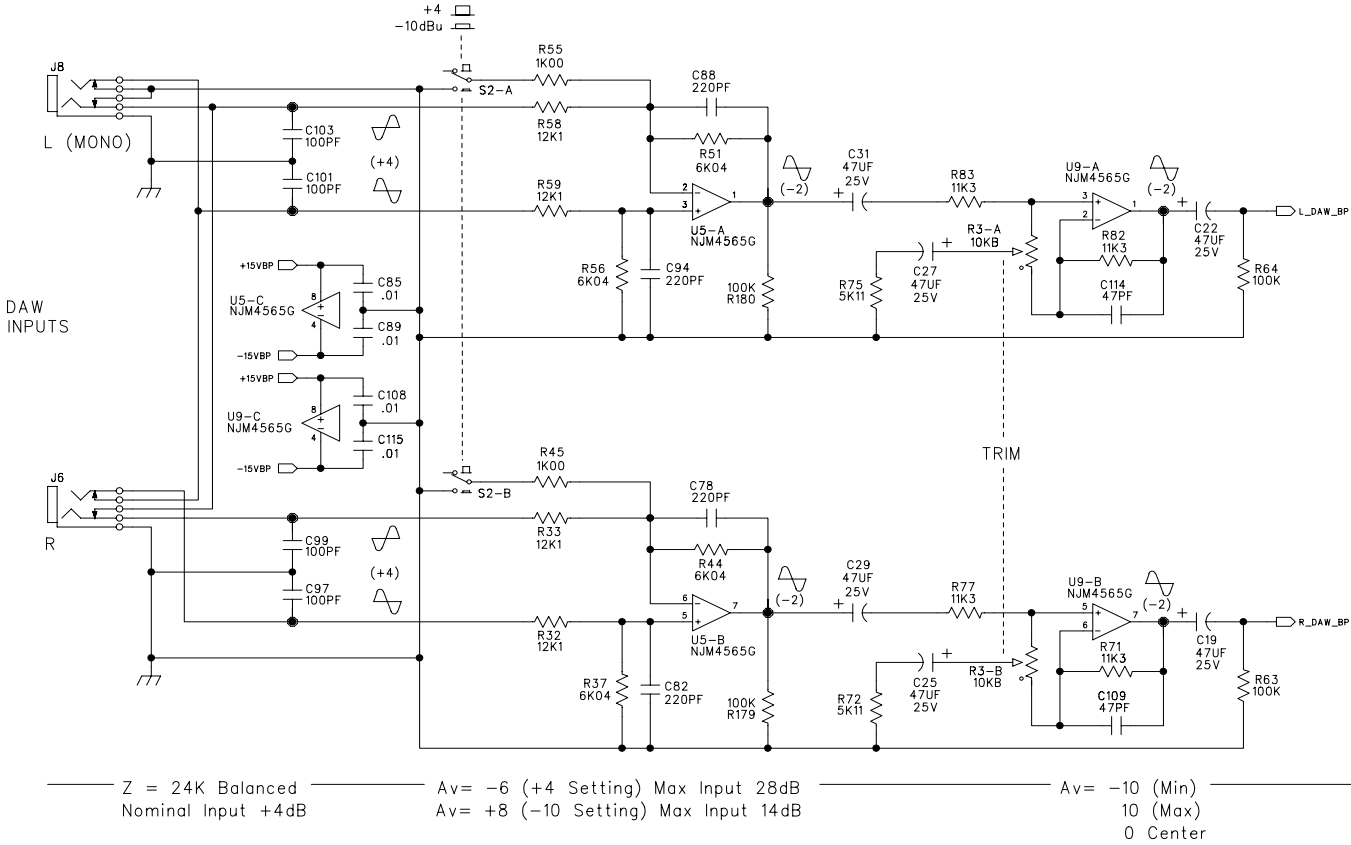 +4
-10dBu
J8
L (MONO)
C103
100PF
(+4)
C101
100PF
S2-A
R55
1K00
R58
12K1
R59
12K1
C88
220PF
R51
6K04
2
3
1
U5-A
NJM4565G
R56
6K04
C94
220PF
(-2)
100K
R180
C31
47UF
25V
R83
11K3
R75
5K11
C27
47UF
25V
R3-A
10KB
U9-A
NJM4565G
3
2
1
R82
11K3
C114
47PF
(-2)
C22
47UF
25V
R64
100K
L_DAW_BP
DAW
INPUTS
+15VBP
U5-C
NJM4565G
8
4
-15VBP
C85
.01
C89
.01
+15VBP
U9-C
NJM4565G
8
4
-15VBP
C108
.01
C115
.01
TRIM
J6
R
C99
100PF
(+4)
C97
100PF
S2-B
R45
1K00
R33
12K1
R32
12K1
C78
220PF
R44
6K04
6
5
7
U5-B
NJM4565G
R37
6K04
C82
220PF
(-2)
100K
R179
C29
47UF
25V
R77
11K3
R72
5K11
C25
47UF
25V
R3-B
10KB
U9-B
NJM4565G
5
6
7
R71
11K3
C109
47PF
(-2)
C19
47UF
25V
R63
100K
R_DAW_BP
Z = 24K Balanced
Nominal Input +4dB
Av= -6 (+4 Setting) Max Input 28dB
Av= +8 (-10 Setting) Max Input 14dB
Av= -10 (Min)
10 (Max)
0 Center